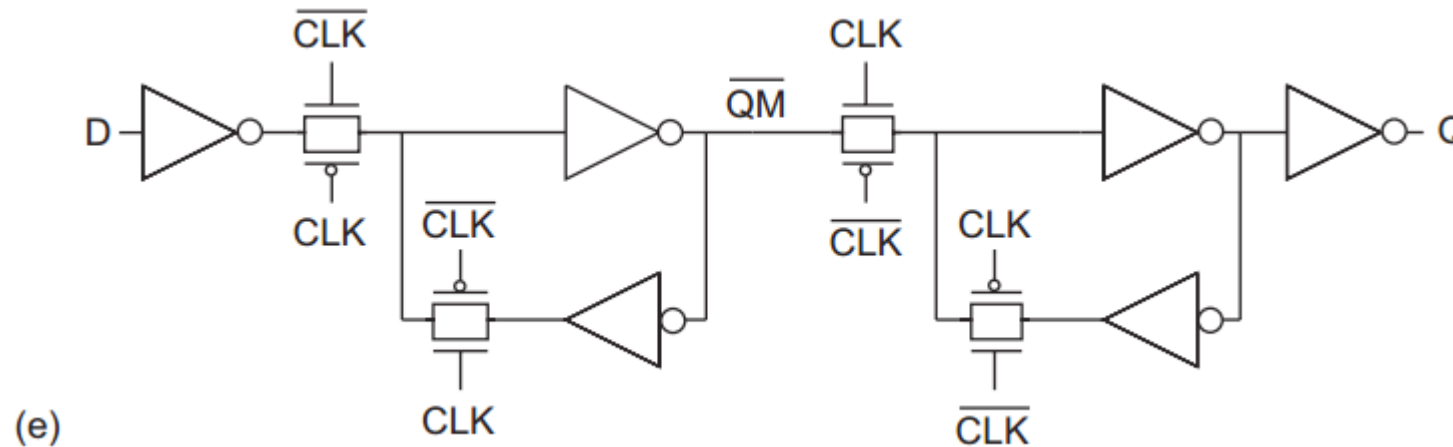 C̅L̅K̅ CLK
D Q̅M̅ Q
CLK C̅L̅K̅ C̅L̅K̅ CLK
(e) CLK C̅L̅K̅